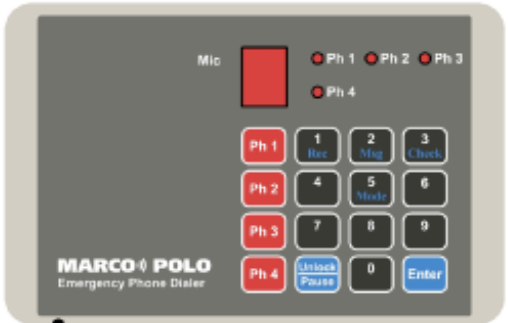 Mic
Ph 1 Ph 2 Ph 3
Ph 4
Ph 1 1 Rec 2 Msg 3 Check
Ph 2 4 5 Mode 6
Ph 3 7 8 9
MARCO POLO
Emergency Phone Dialer
Ph 4 Unlock Pause 0 Enter